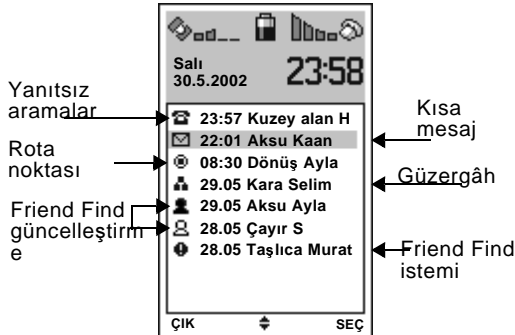 Salı
30.5.2002
23:58
Yanıtsız
aramalar
23:57 Kuzey alan H
Kısa
mesaj
22:01 Aksu Kaan
Rota
noktası
08:30 Dönüş Ayla
Güzergâh
29.05 Kara Selim
Friend Find
güncelleştirm
e
29.05 Aksu Ayla
28.05 Çayır S
28.05 Taşlıca Murat
Friend Find
istemi
ÇIK
SEÇ